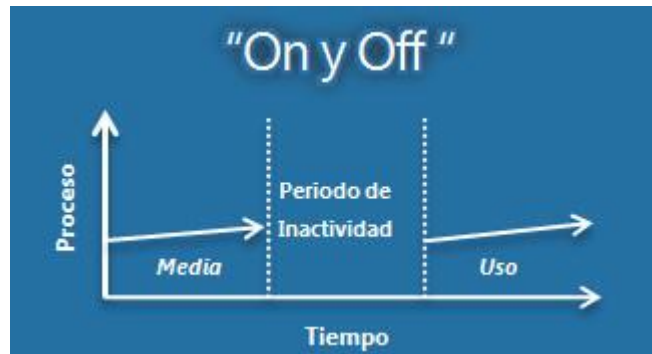 "On y Off "
Proceso
Periodo de
Inactividad
Media
Uso
Tiempo